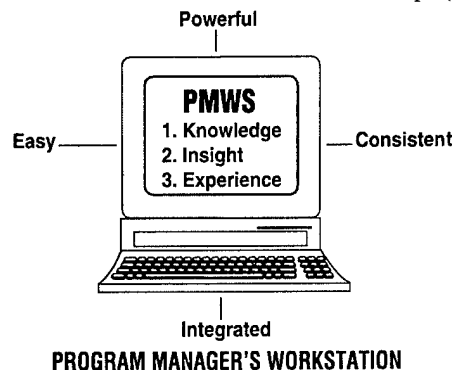 Powerful
PMWS
1. Knowledge
2. Insight
3. Experience
Easy
Consistent
Integrated
PROGRAM MANAGER'S WORKSTATION